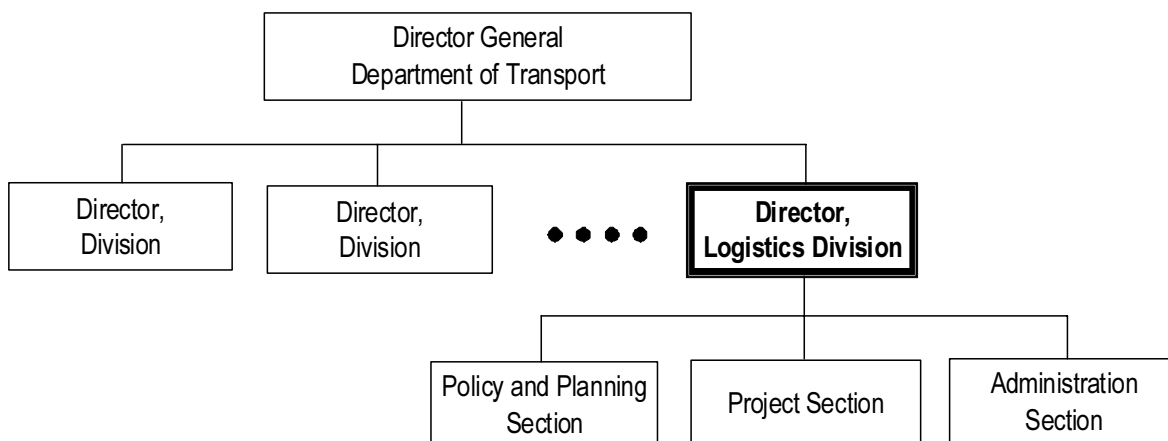 Director General
Department of Transport
Director,
Division
Director,
Division
Director,
Logistics Division
Policy and Planning
Section
Project Section
Administration
Section